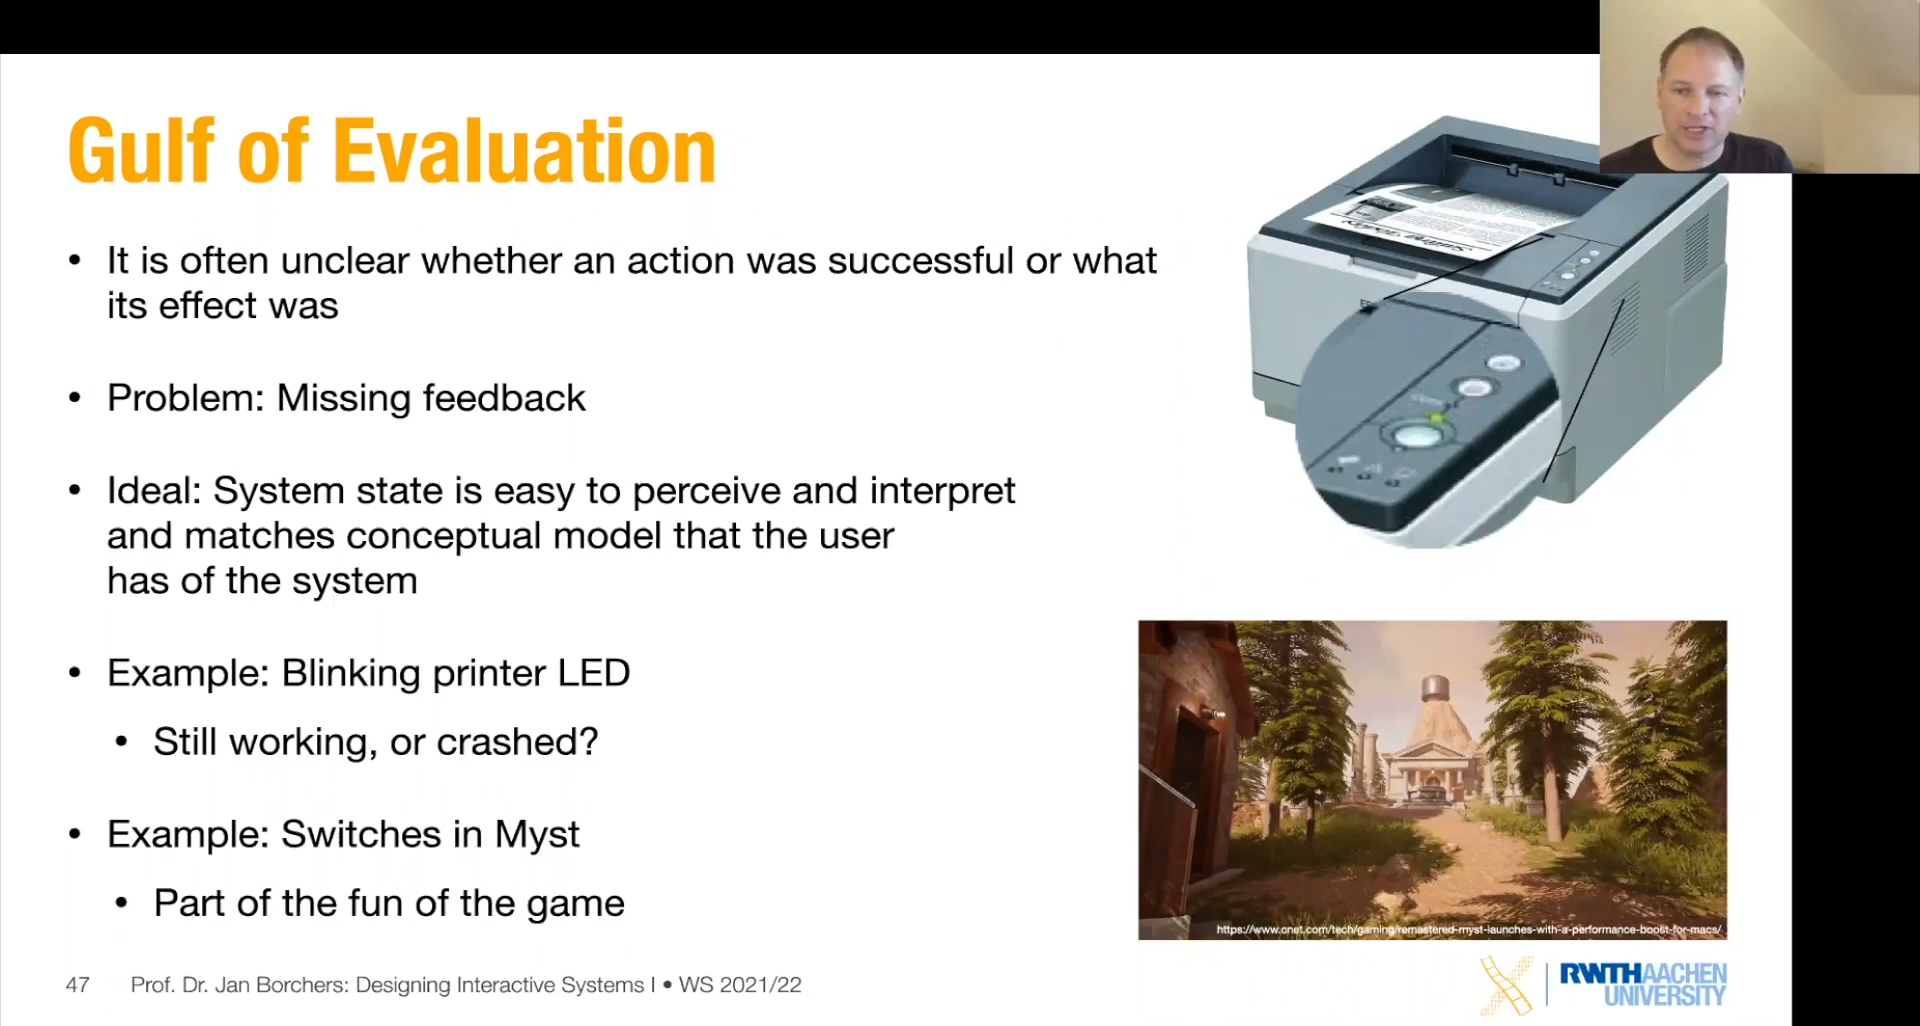 Gulf of Evaluation
• It is often unclear whether an action was successful or what
its effect was
• Problem: Missing feedback
• Ideal: System state is easy to perceive and interpret
and matches conceptual model that the user
has of the system
• Example: Blinking printer LED
• Still working, or crashed?
• Example: Switches in Myst
• Part of the fun of the game
https://www.cnet.com/tech/gaming/remastered-myst-launches-with-a-performance-boost-for-macs/
47 Prof. Dr. Jan Borchers: Designing Interactive Systems I • WS 2021/22
RWTHAACHEN
UNIVERSITY